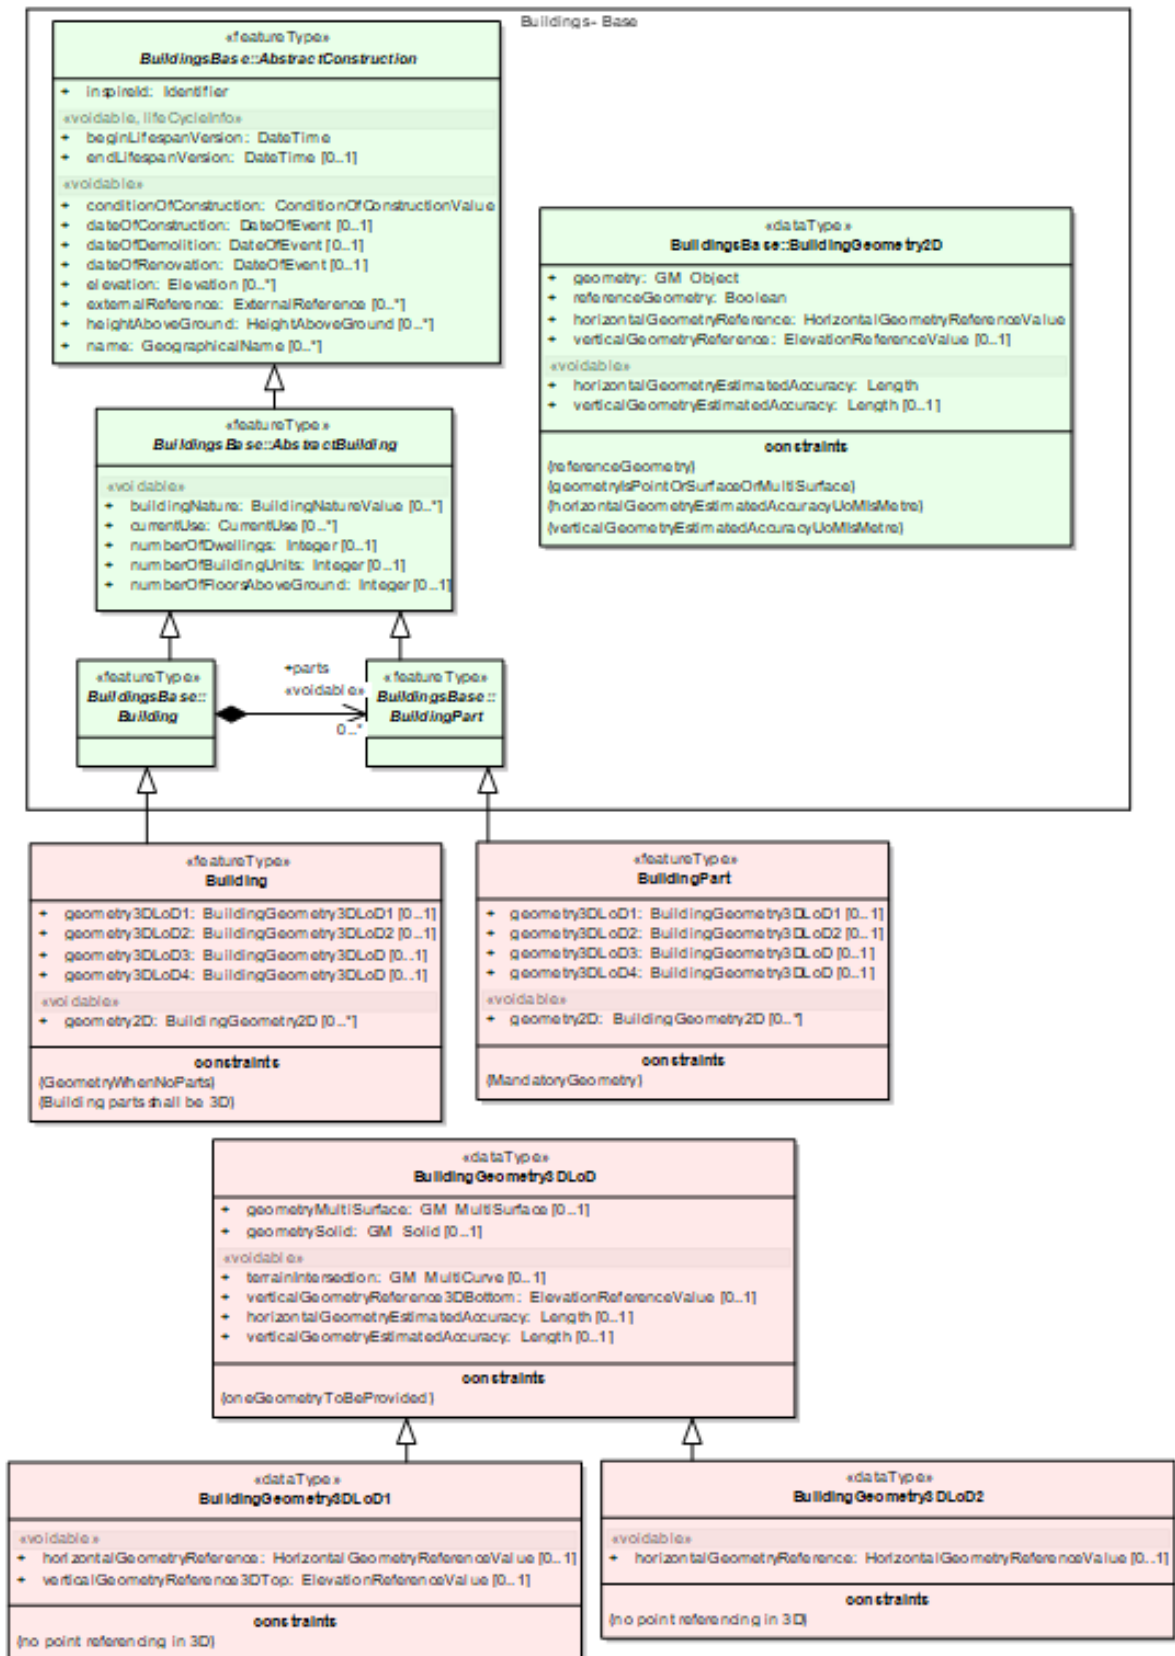 Buildings- Base
«featureType»
BuildingsBase::AbstractConstruction
+ inspireId: Identifier
«voidable, lifeCycleInfo»
+ beginLifespanVersion: DateTime
+ endLifespanVersion: DateTime [0..1]
«voidable»
+ conditionOfConstruction: ConditionOfConstructionValue
+ dateOfConstruction: DateOfEvent [0..1]
+ dateOfDemolition: DateOfEvent [0..1]
+ dateOfRenovation: DateOfEvent [0..1]
+ elevation: Elevation [0..*]
+ externalReference: ExternalReference [0..*]
+ heightAboveGround: HeightAboveGround [0..*]
+ name: GeographicalName [0..*]
«dataType»
BuildingsBase::BuildingGeometry2D
+ geometry: GM_Object
+ referenceGeometry: Boolean
+ horizontalGeometryReference: HorizontalGeometryReferenceValue
+ verticalGeometryReference: ElevationReferenceValue [0..1]
«voidable»
+ horizontalGeometryEstimatedAccuracy: Length
+ verticalGeometryEstimatedAccuracy: Length [0..1]
constraints
{referenceGeometry}
{geometryIsPointOrSurfaceOrMultiSurface}
{horizontalGeometryEstimatedAccuracyUoMIsMetre}
{verticalGeometryEstimatedAccuracyUoMIsMetre}
«featureType»
BuildingsBase::AbstractBuilding
«voidable»
+ buildingNature: BuildingNatureValue [0..*]
+ currentUse: CurrentUse [0..*]
+ numberOfDwellings: Integer [0..1]
+ numberOfBuildingUnits: Integer [0..1]
+ numberOfFloorsAboveGround: Integer [0..1]
«featureType»
BuildingsBase::
Building
+parts
«voidable»
0..*
«featureType»
BuildingsBase::
BuildingPart
«featureType»
Building
+ geometry3DLoD1: BuildingGeometry3DLoD1 [0..1]
+ geometry3DLoD2: BuildingGeometry3DLoD2 [0..1]
+ geometry3DLoD3: BuildingGeometry3DLoD [0..1]
+ geometry3DLoD4: BuildingGeometry3DLoD [0..1]
«voidable»
+ geometry2D: BuildingGeometry2D [0..*]
constraints
{GeometryWhenNoParts}
{Building parts shall be 3D}
«featureType»
BuildingPart
+ geometry3DLoD1: BuildingGeometry3DLoD1 [0..1]
+ geometry3DLoD2: BuildingGeometry3DLoD2 [0..1]
+ geometry3DLoD3: BuildingGeometry3DLoD [0..1]
+ geometry3DLoD4: BuildingGeometry3DLoD [0..1]
«voidable»
+ geometry2D: BuildingGeometry2D [0..*]
constraints
{MandatoryGeometry}
«dataType»
BuildingGeometry3DLoD
+ geometryMultiSurface: GM_MultiSurface [0..1]
+ geometrySolid: GM_Solid [0..1]
«voidable»
+ terrainIntersection: GM_MultiCurve [0..1]
+ verticalGeometryReference3DBottom: ElevationReferenceValue [0..1]
+ horizontalGeometryEstimatedAccuracy: Length [0..1]
+ verticalGeometryEstimatedAccuracy: Length [0..1]
constraints
{oneGeometryToBeProvided}
«dataType»
BuildingGeometry3DLoD1
«voidable»
+ horizontalGeometryReference: HorizontalGeometryReferenceValue [0..1]
+ verticalGeometryReference3DTop: ElevationReferenceValue [0..1]
constraints
{no point referencing in 3D}
«dataType»
BuildingGeometry3DLoD2
«voidable»
+ horizontalGeometryReference: HorizontalGeometryReferenceValue [0..1]
constraints
{no point referencing in 3D}